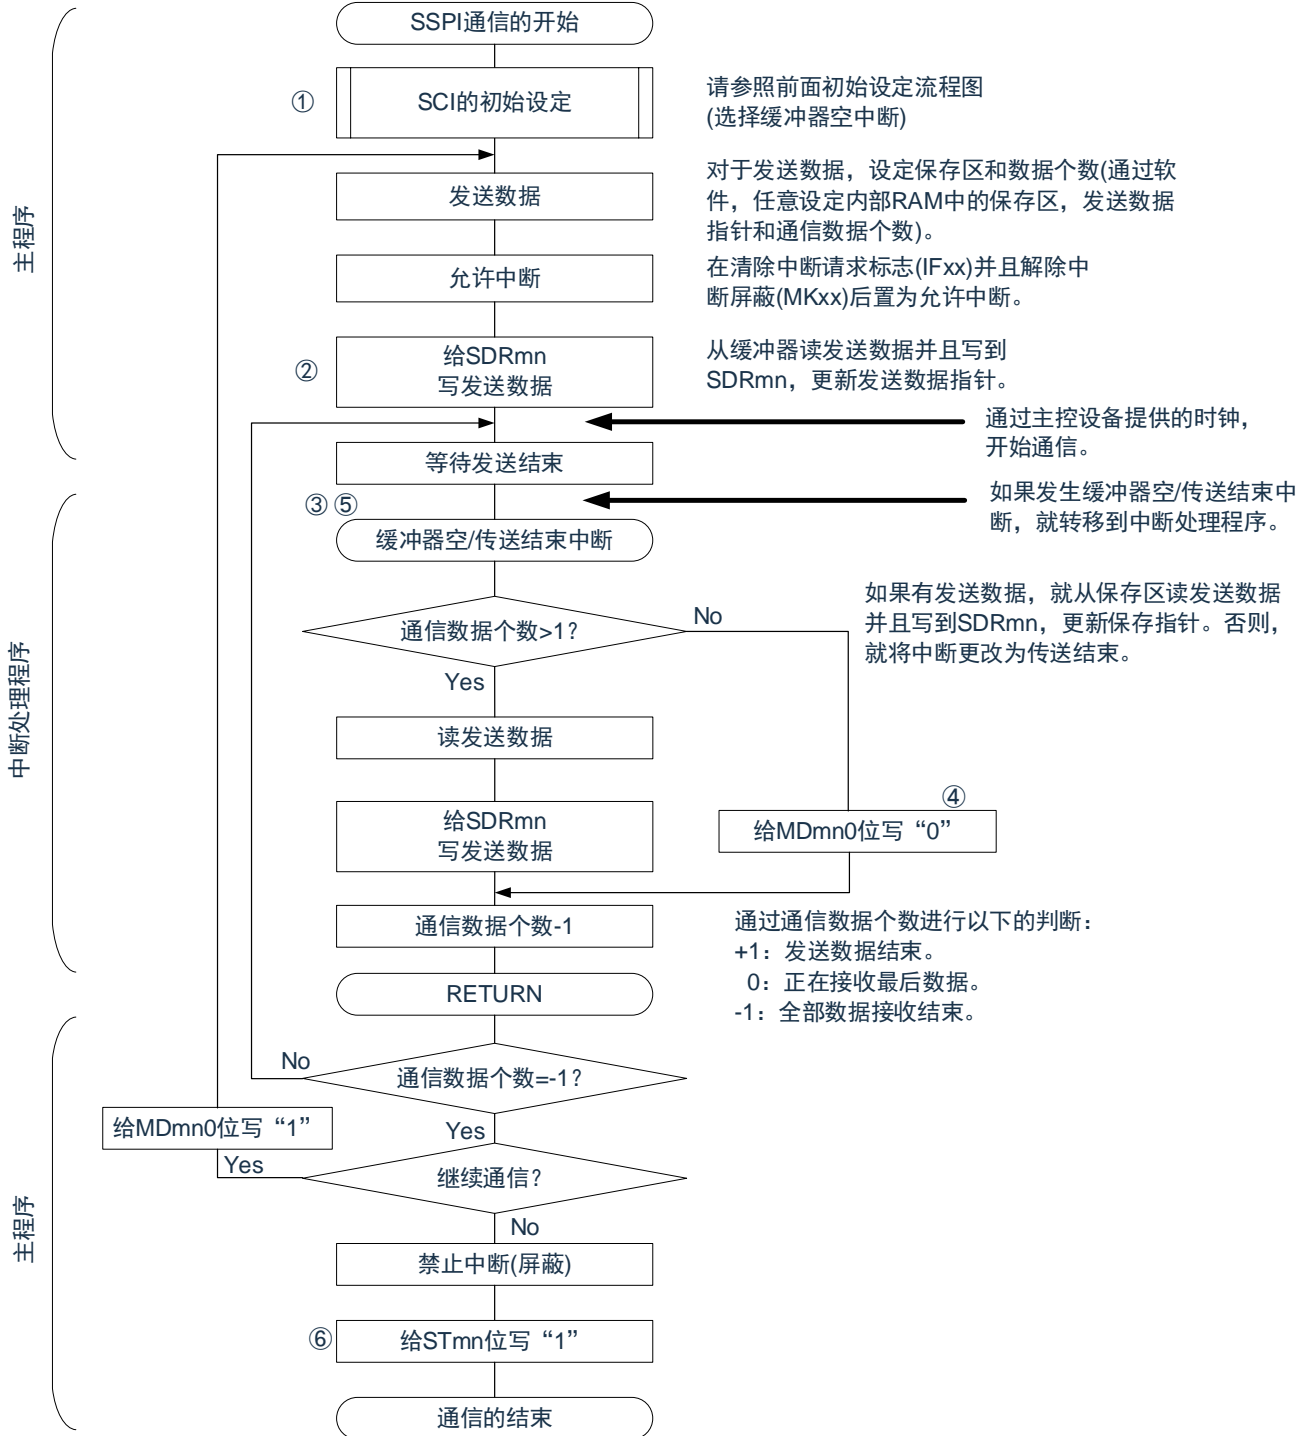 SSPI通信的开始
①
SCI的初始设定
请参照前面初始设定流程图
(选择缓冲器空中断)
主程序
发送数据
对于发送数据，设定保存区和数据个数(通过软
件，任意设定内部RAM中的保存区，发送数据
指针和通信数据个数)。
允许中断
在清除中断请求标志(IFxx)并且解除中
断屏蔽(MKxx)后置为允许中断。
②
给SDRmn
写发送数据
从缓冲器读发送数据并且写到
SDRmn，更新发送数据指针。
通过主控设备提供的时钟，
开始通信。
等待发送结束
③⑤
如果发生缓冲器空/传送结束中
断，就转移到中断处理程序。
缓冲器空/传送结束中断
中断处理程序
通信数据个数>1？
No
Yes
如果有发送数据，就从保存区读发送数据
并且写到SDRmn，更新保存指针。否则，
就将中断更改为传送结束。
读发送数据
④
给SDRmn
写发送数据
给MDmn0位写“0”
通信数据个数-1
通过通信数据个数进行以下的判断：
+1：发送数据结束。
0：正在接收最后数据。
-1：全部数据接收结束。
RETURN
主程序
No
通信数据个数=-1？
给MDmn0位写“1”
Yes
Yes
继续通信？
No
禁止中断(屏蔽)
⑥
给STmn位写“1”
通信的结束